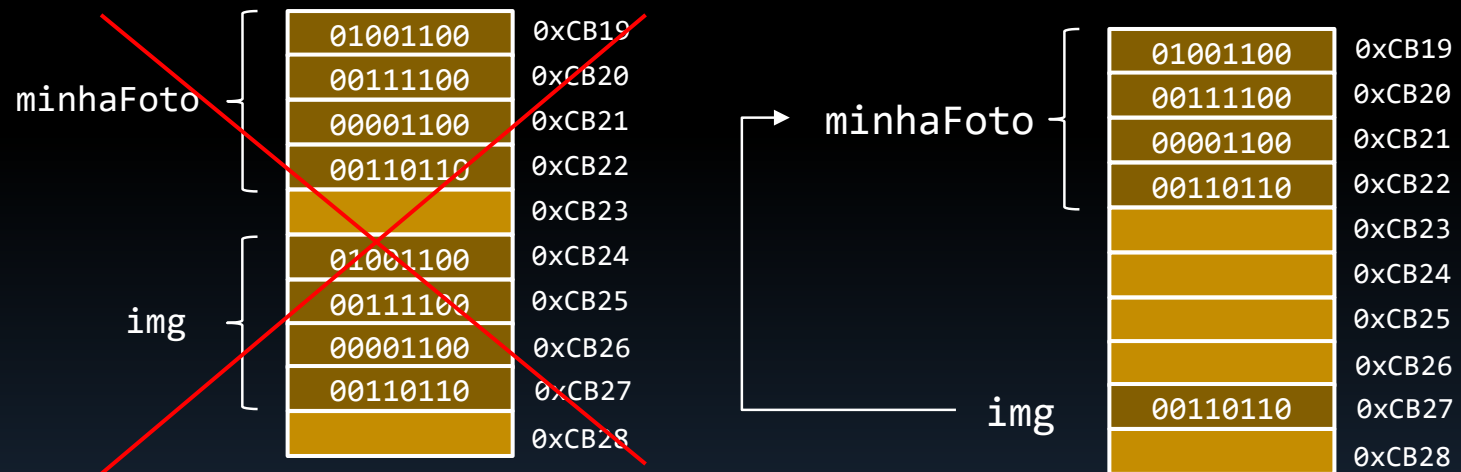 01001100 0xCB19
00111100 0xCB20
minhaFoto
00001100 0xCB21
00110110 0xCB22
0xCB23
01001100 0xCB24
00111100 0xCB25
img
00001100 0xCB26
00110110 0xCB27
0xCB28
01001100 0xCB19
00111100 0xCB20
minhaFoto
00001100 0xCB21
00110110 0xCB22
0xCB23
0xCB24
0xCB25
0xCB26
img 00110110 0xCB27
0xCB28